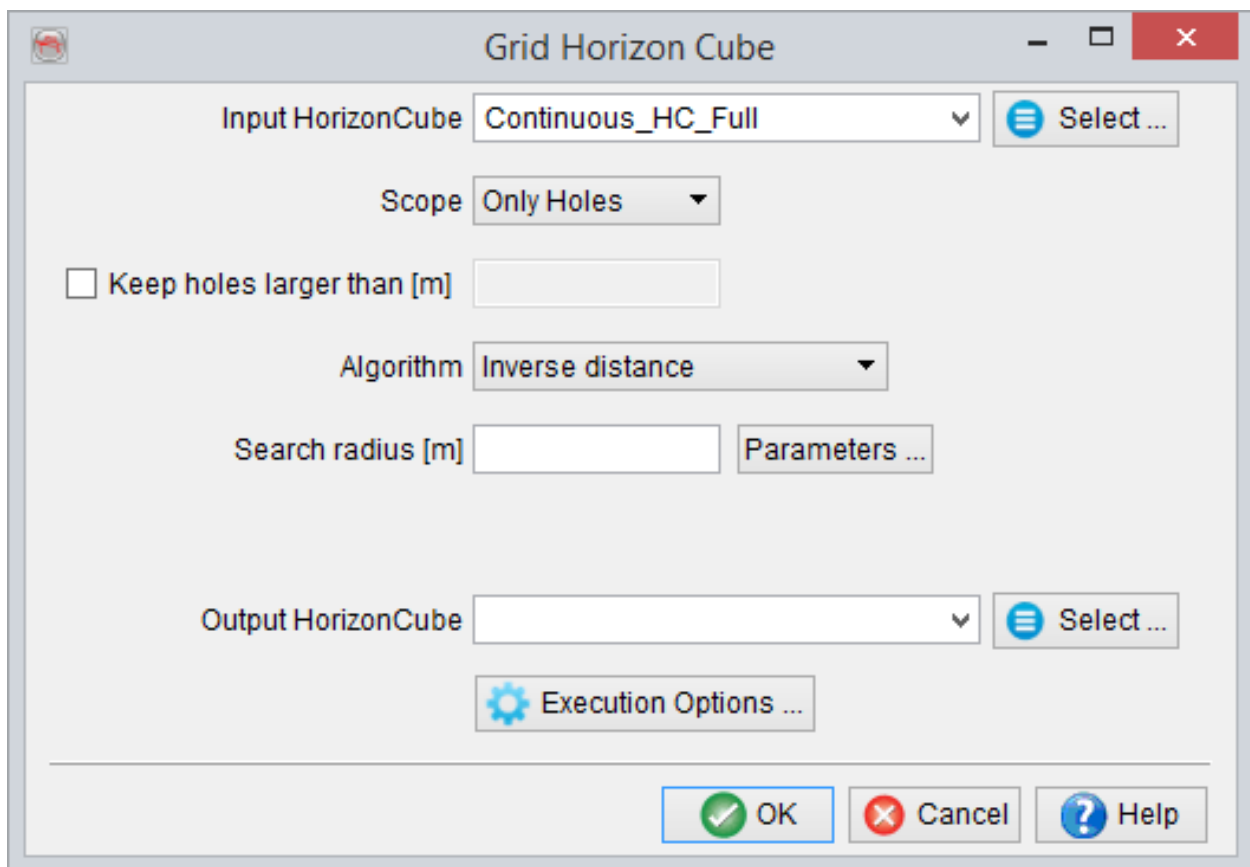 Grid Horizon Cube
Input HorizonCube Continuous_HC_Full Select ...
Scope Only Holes
Keep holes larger than [m]
Algorithm Inverse distance
Search radius [m] Parameters ...
Output HorizonCube Select ...
Execution Options ...
OK Cancel Help